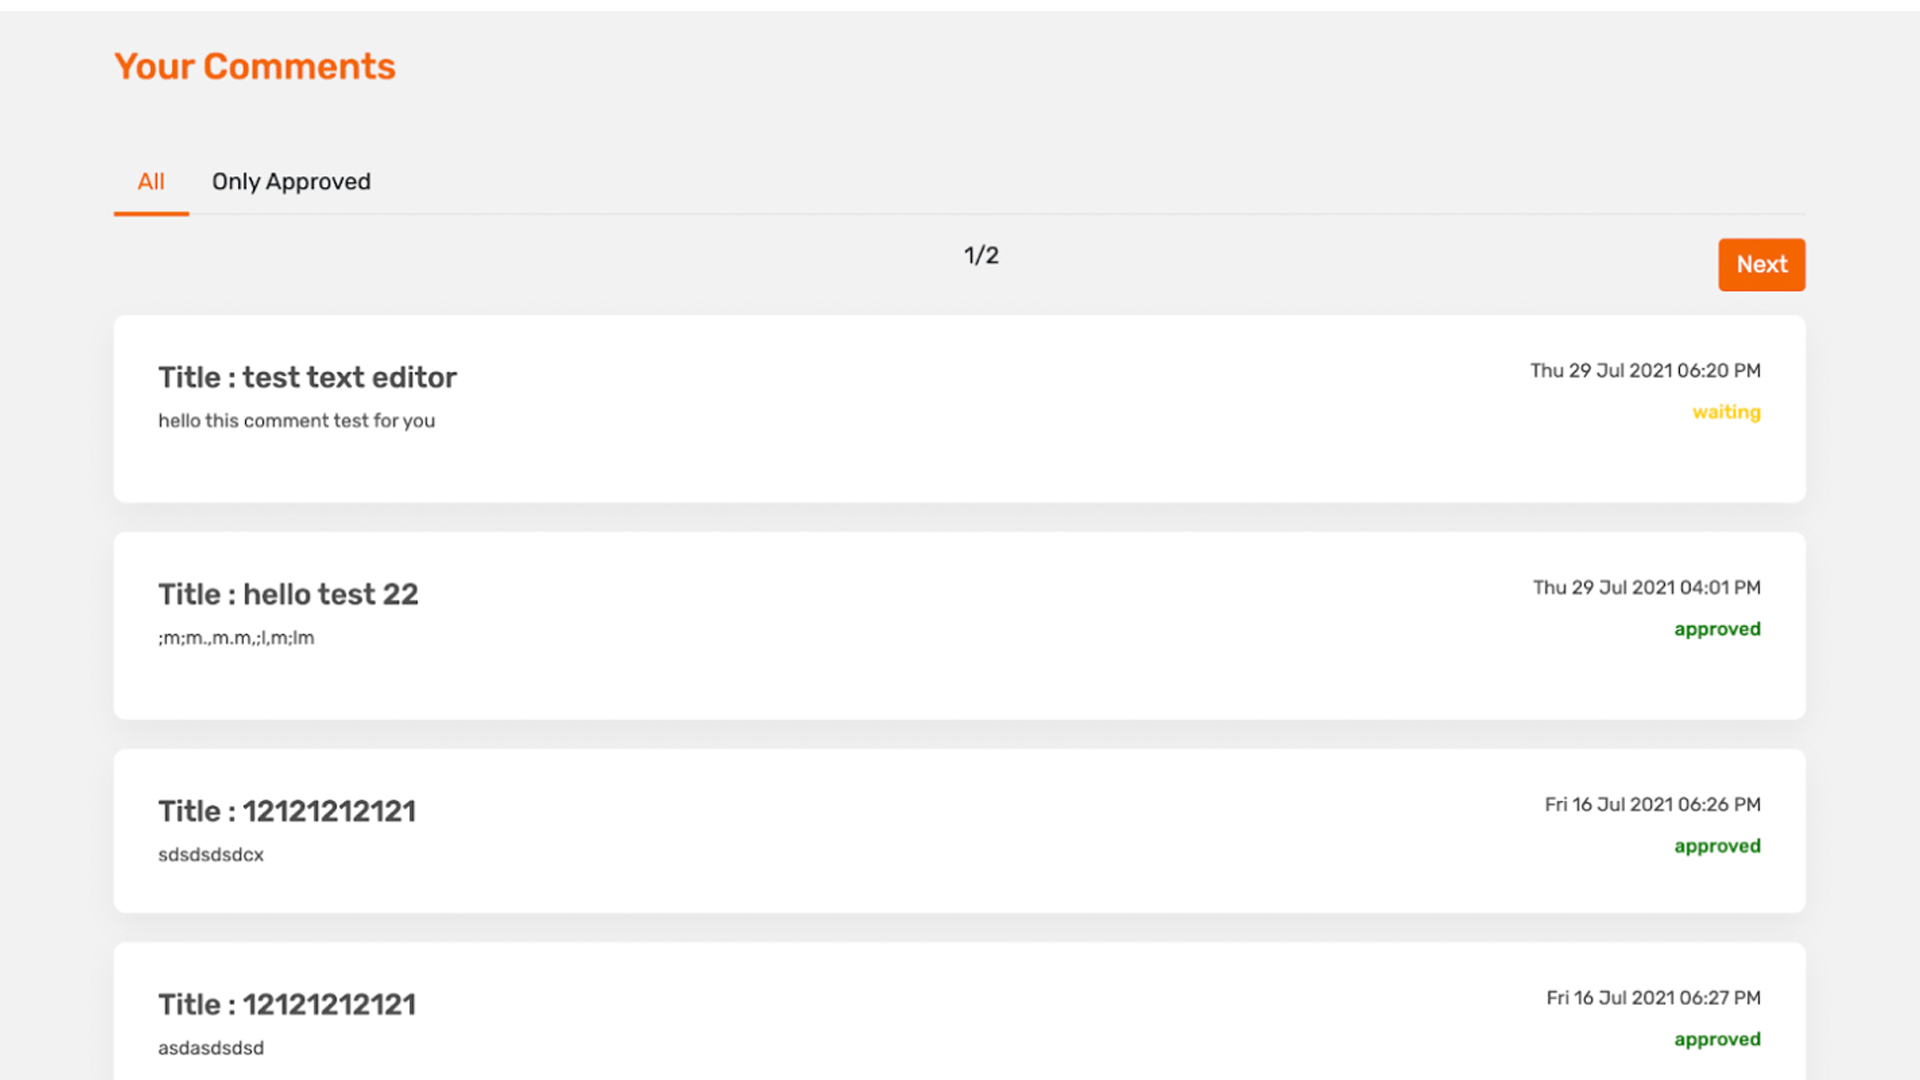 Your Comments
All Only Approved
1/2
Next
Title : test text editor
Thu 29 Jul 2021 06:20 PM
hello this comment test for you
waiting
Title : hello test 22
Thu 29 Jul 2021 04:01 PM
;m;m.,m.m,;l,m;lm
approved
Title : 12121212121
Fri 16 Jul 2021 06:26 PM
sdsdsdsdcx
approved
Title : 12121212121
Fri 16 Jul 2021 06:27 PM
asdasdsdsd
approved